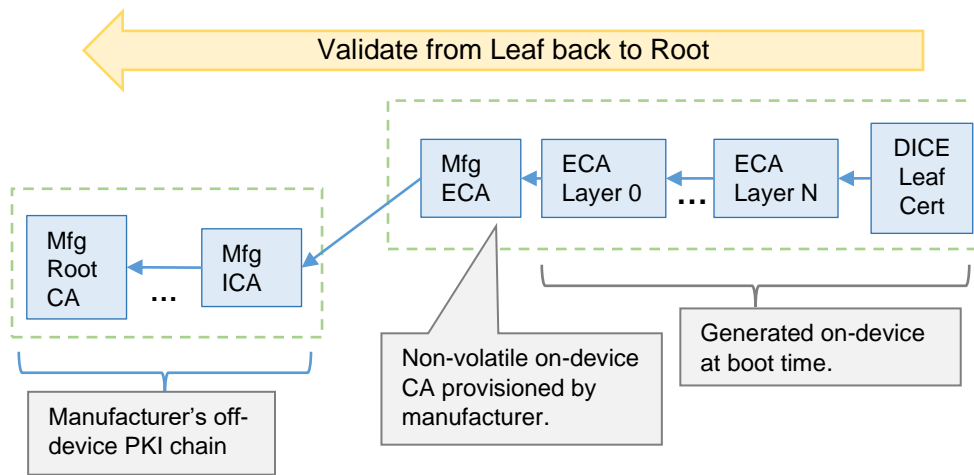 Validate from Leaf back to Root
Mfg
ECA
ECA
Layer 0
...
ECA
Layer N
DICE
Leaf
Cert
Mfg
Root
CA
...
Mfg
ICA
Non-volatile on-device
CA provisioned by
manufacturer.
Generated on-device
at boot time.
Manufacturer’s off-
device PKI chain